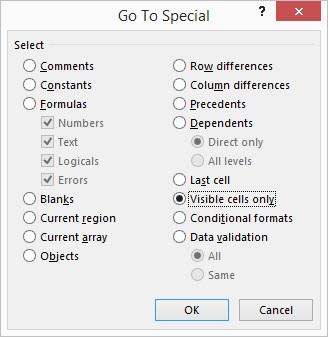 Go To Special
?
Select
Comments
Constants
Formulas
Numbers
Text
Logicals
Errors
Blanks
Current region
Current array
Objects
Row differences
Column differences
Precedents
Dependents
Direct only
All levels
Last cell
Visible cells only
Conditional formats
Data validation
All
Same
OK
Cancel